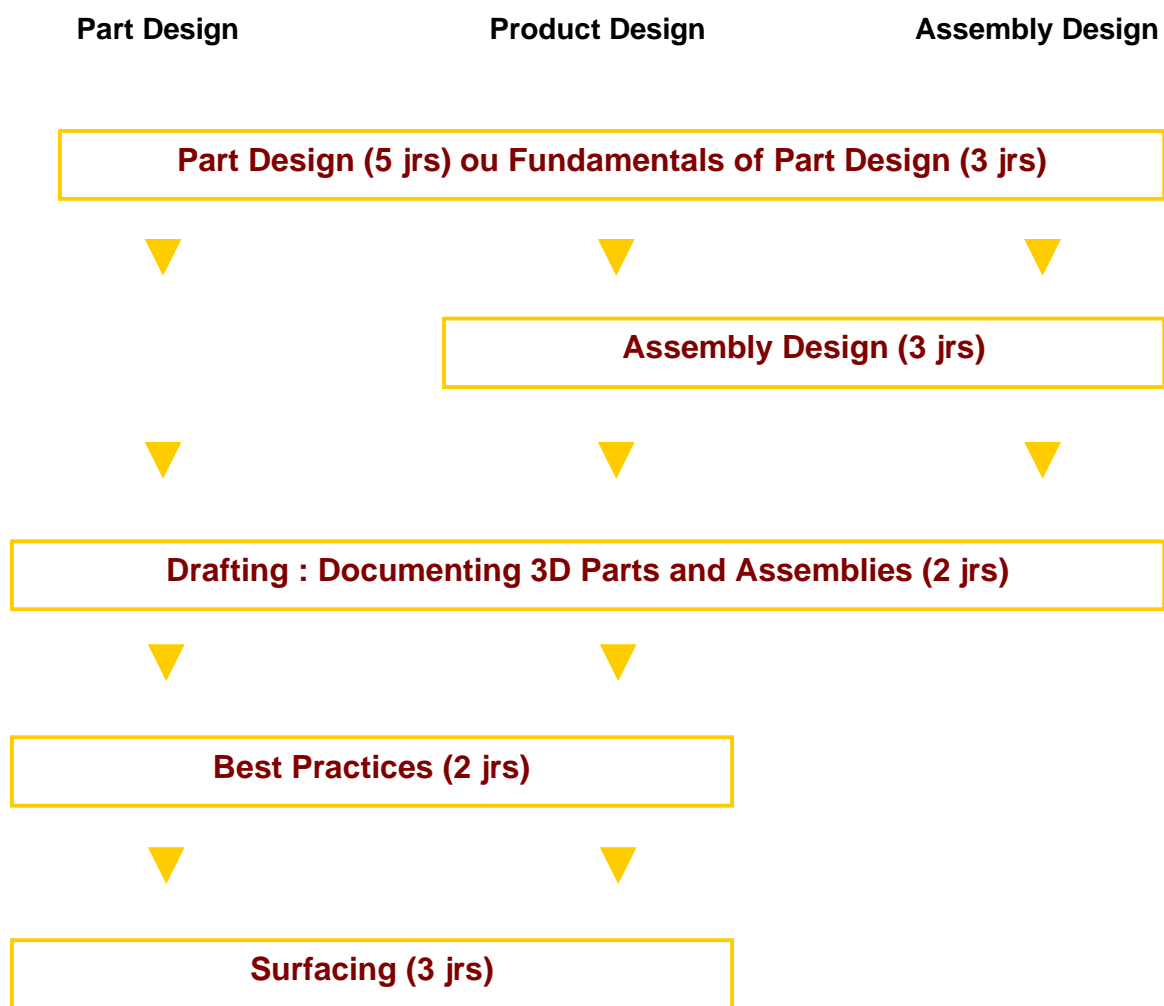 Part Design Product Design Assembly Design
Part Design (5 jrs) ou Fundamentals of Part Design (3 jrs)
Assembly Design (3 jrs)
Drafting : Documenting 3D Parts and Assemblies (2 jrs)
Best Practices (2 jrs)
Surfacing (3 jrs)